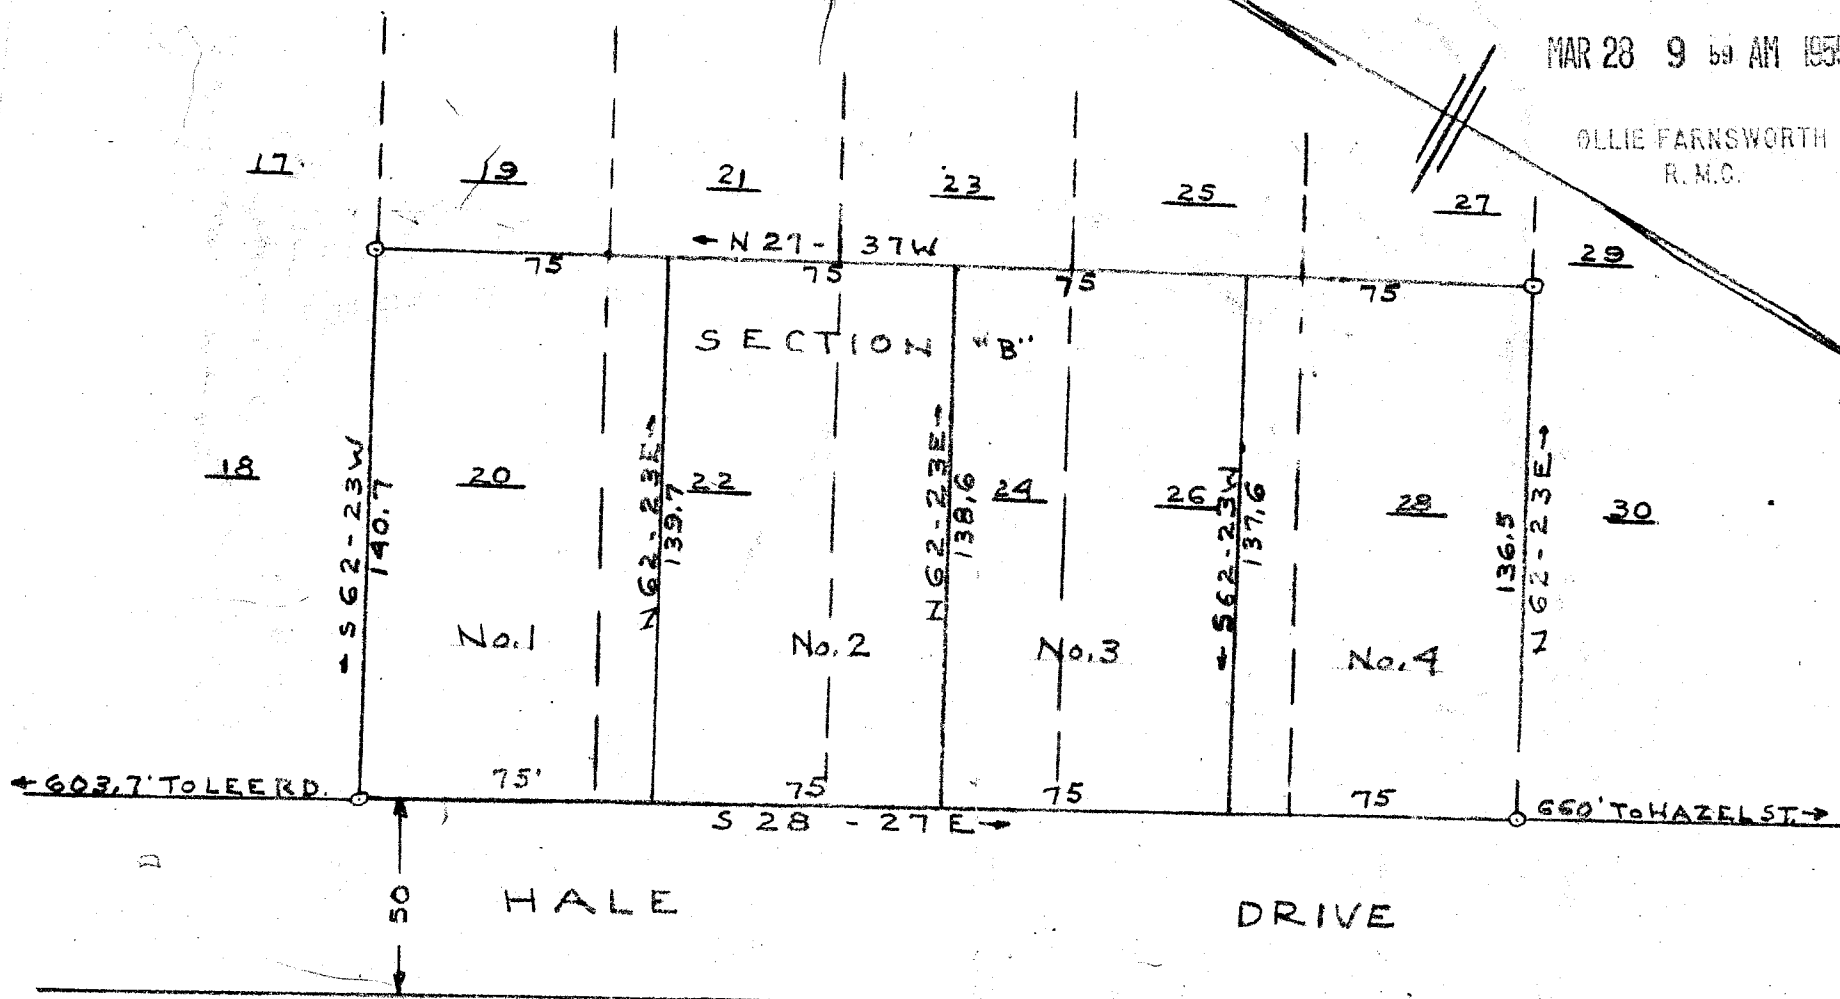 MAR 28 9 59 AM
OLLIE FARNSWORTH
R. M. C.
17
19
21
23
25
27
29
← N 27-37W
75
75
75
75
SECTION "B"
18
20
22
24
26
28
30
← S 62-23W
140.7
N 62-23E →
139.7
N 62-23E →
138.6
← S 62-23W
137.6
136.5
N 62-23E →
No.1
No.2
No.3
No.4
← 603.7' TO LEE RD.
75'
75
75
75
660' TO HAZEL ST. →
S 28-27E →
50
HALE DRIVE